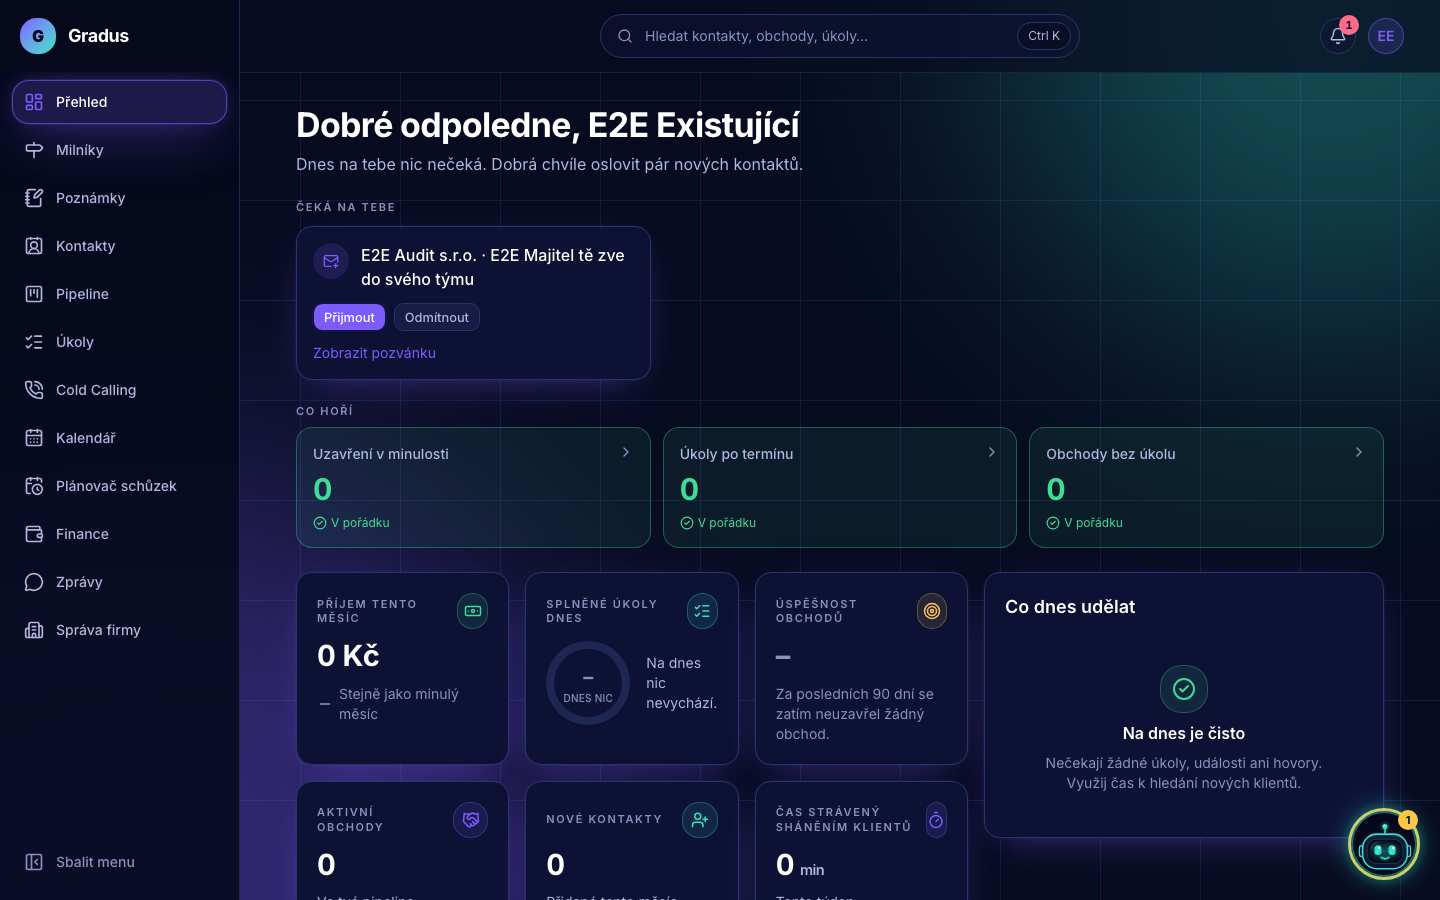 G Gradus
Hledat kontakty, obchody, úkoly...
Ctrl K
1
EE
Přehled
Milníky
Poznámky
Kontakty
Pipeline
Úkoly
Cold Calling
Kalendář
Plánovač schůzek
Finance
Zprávy
Správa firmy
Sbalit menu
Dobré odpoledne, E2E Existující
Dnes na tebe nic nečeká. Dobrá chvíle oslovit pár nových kontaktů.
ČEKÁ NA TEBE
E2E Audit s.r.o. · E2E Majitel tě zve
do svého týmu
Přijmout
Odmítnout
Zobrazit pozvánku
CO HOŘÍ
Uzavření v minulosti
0
V pořádku
Úkoly po termínu
0
V pořádku
Obchody bez úkolu
0
V pořádku
PŘÍJEM TENTO
MĚSÍC
0 Kč
– Stejně jako minulý
měsíc
SPLNĚNÉ ÚKOLY
DNES
–
DNES NIC
Na dnes
nic
nevychází.
ÚSPĚŠNOST
OBCHODŮ
–
Za posledních 90 dní se
zatím neuzavřel žádný
obchod.
Co dnes udělat
Na dnes je čisto
Nečekají žádné úkoly, události ani hovory.
Využij čas k hledání nových klientů.
AKTIVNÍ
OBCHODY
0
NOVÉ KONTAKTY
0
ČAS STRÁVENÝ
SHÁNĚNÍM KLIENTŮ
0 min
1